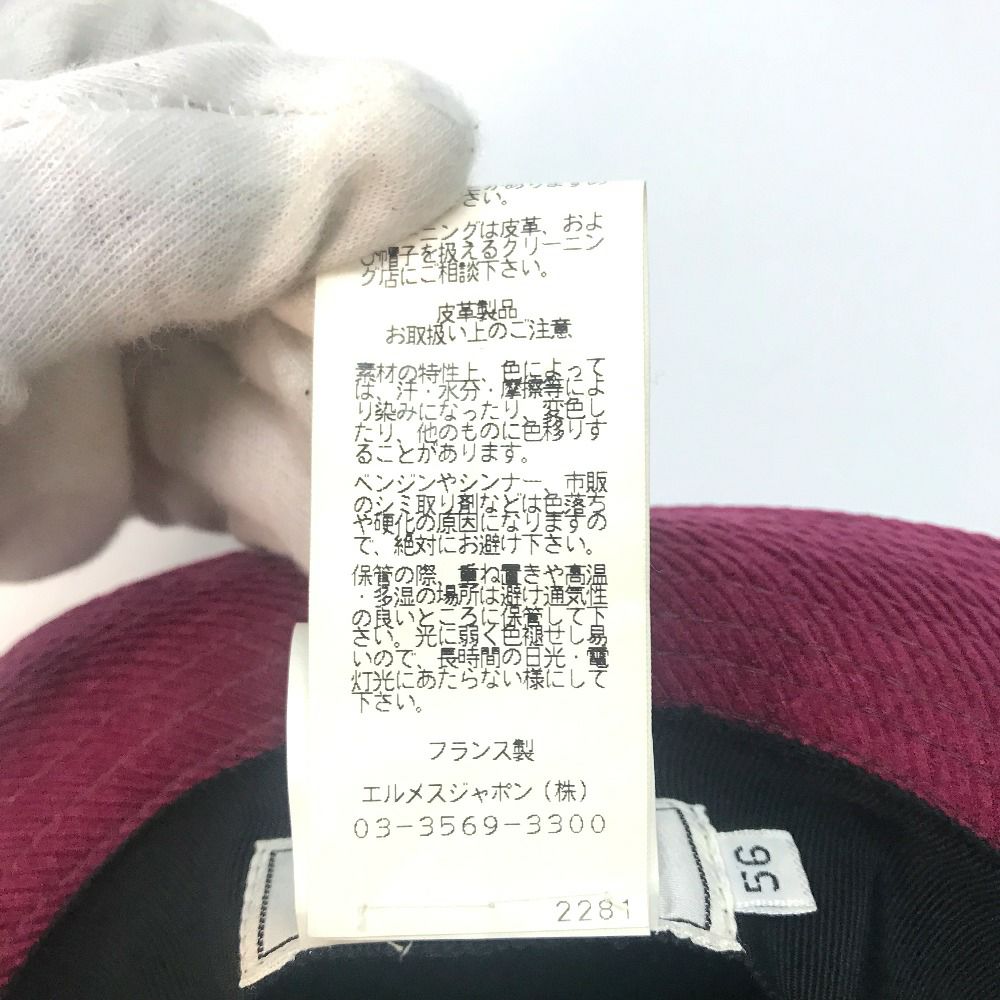 さい。
ニングは皮革、およ
び帽子を扱えるクリーニン
グ店にご相談下さい。
皮革製品
お取扱い上のご注意
素材の特性上、色によって
は、汗・水分・摩擦等によ
り染みになったり、変色し
たり、他のものに色移りす
ることがあります。
ベンジンやシンナー、市販
のシミ取り剤などは色落ち
や硬化の原因になりますの
で、絶対にお避け下さい。
保管の際、重ね置きや高温
・多湿の場所は避け通気性
の良いところに保管して下
さい。光に弱く色褪せし易
いので、長時間の日光・電
灯光にあたらない様にして
下さい。
フランス製
エルメスジャポン(株)
03-3569-3300
2281
56